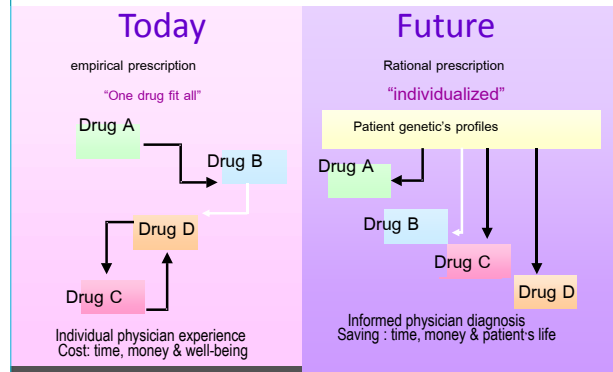 Today
empirical prescription
“One drug fit all”
Drug A
Drug B
Drug D
Drug C
Individual physician experience
Cost: time, money & well-being
Future
Rational prescription
“individualized”
Patient genetic's profiles
Drug A
Drug B
Drug C
Drug D
Informed physician diagnosis
Saving : time, money & patient's life